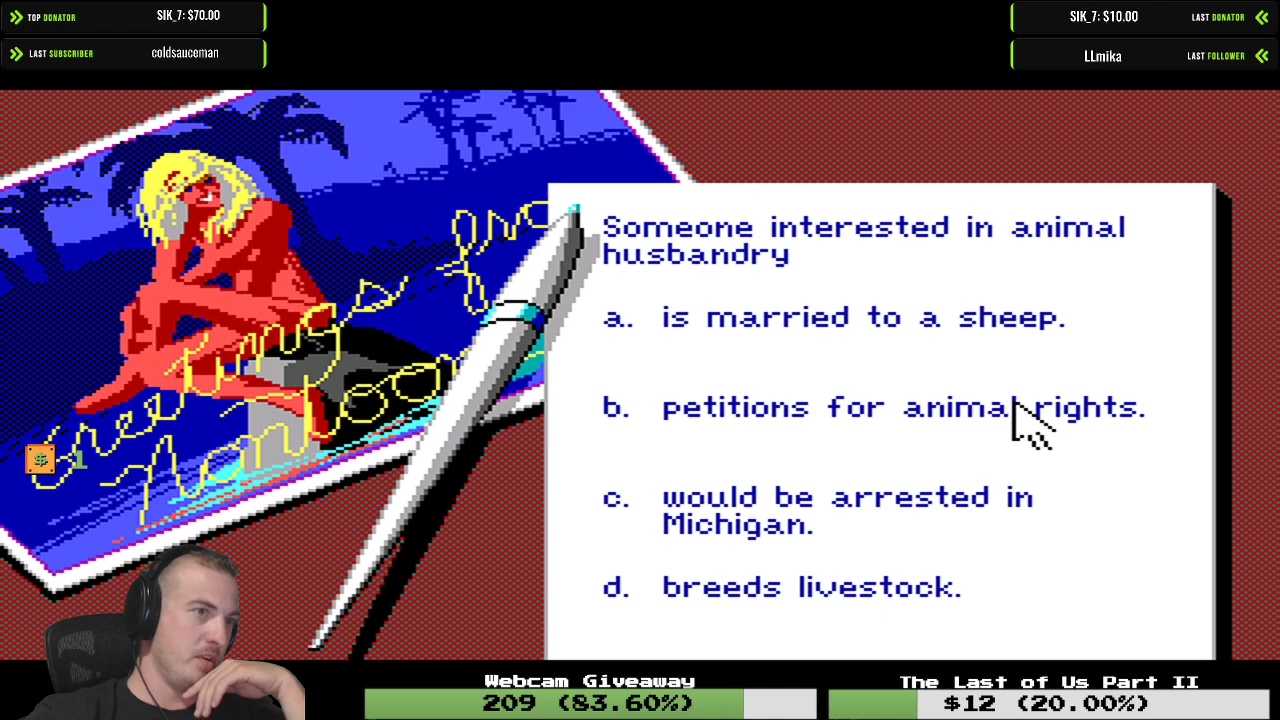 TOP DONATOR
SIK_7: $70.00
LAST SUBSCRIBER
coldsauceman
SIK_7: $10.00
LAST DONATOR
LLmika
LAST FOLLOWER
Someone interested in animal
husbandry
a. is married to a sheep.
b. petitions for animal rights.
c. would be arrested in
Michigan.
d. breeds livestock.
$ 1
Webcam Giveaway
209 (83.60%)
The Last of Us Part II
$12 (20.00%)